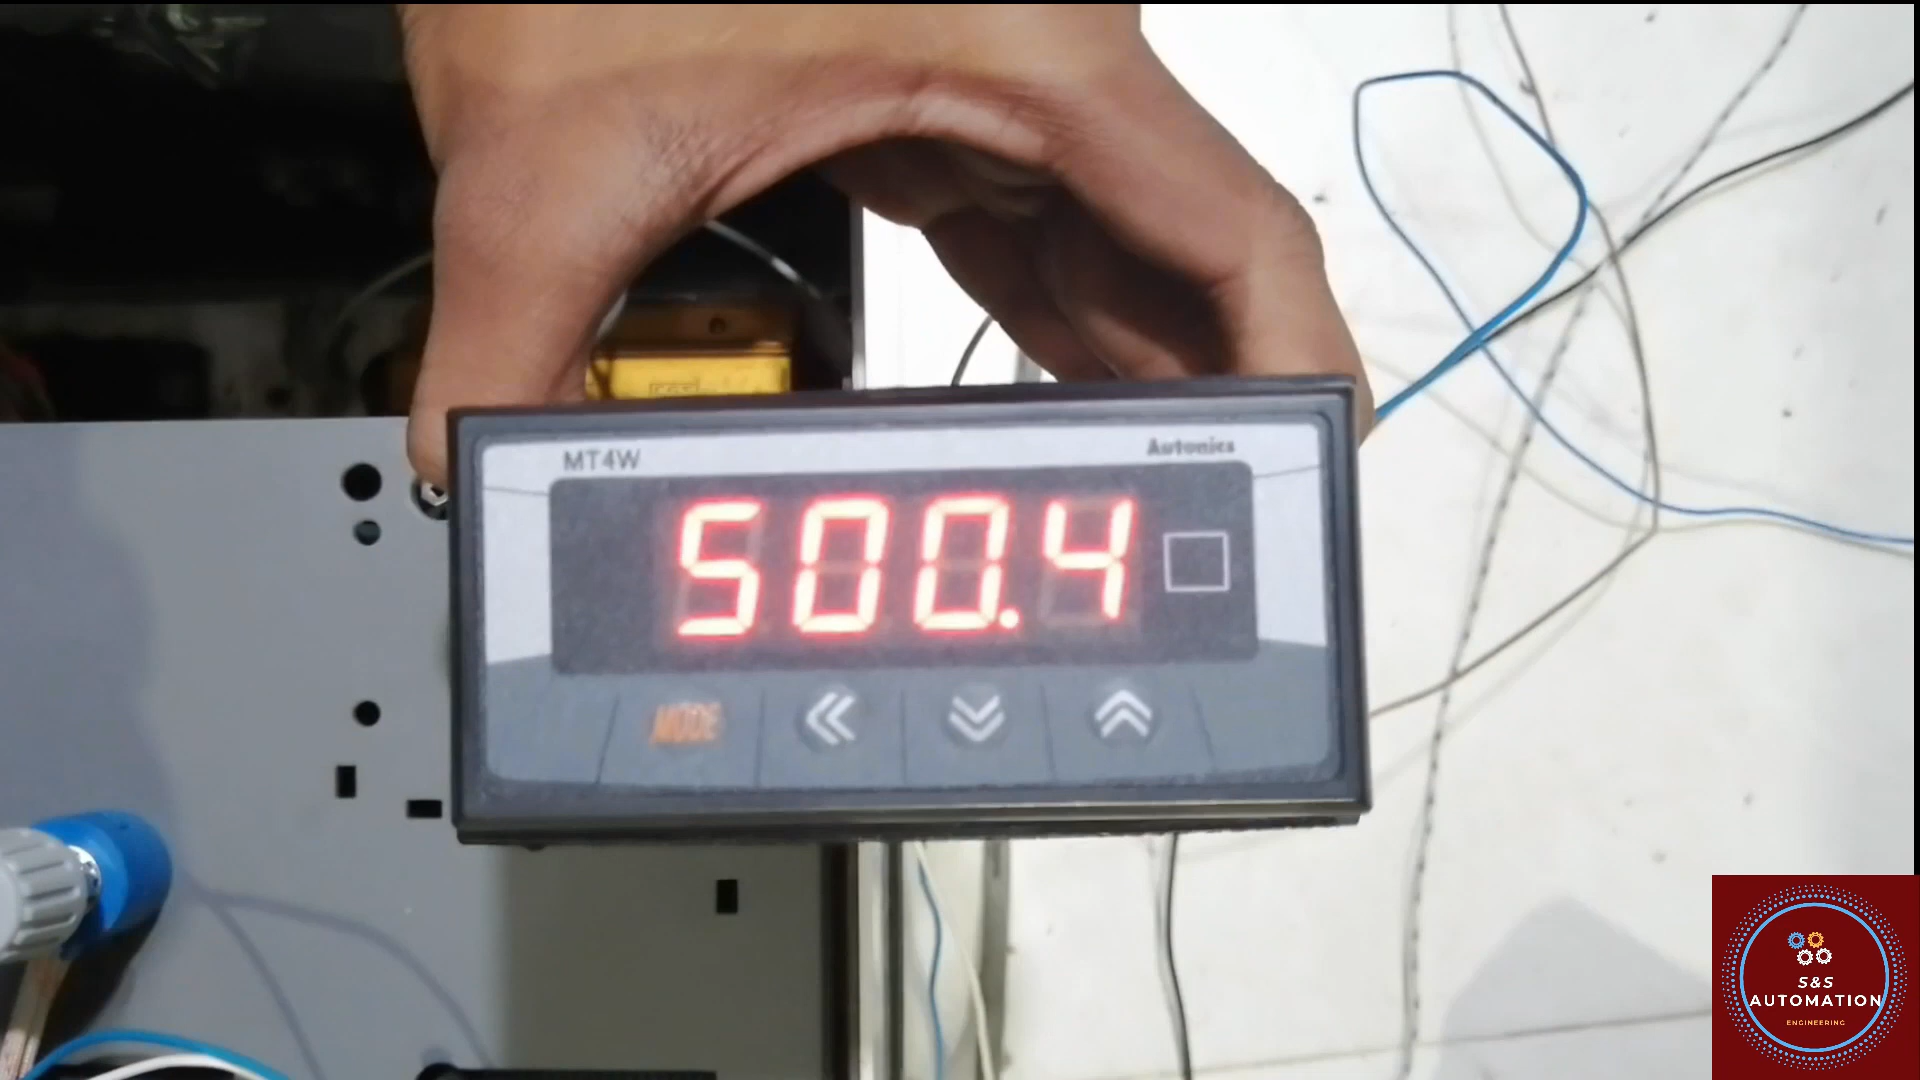 MT4W
Autonics
500.4
MODE
S&S
AUTOMATION
ENGINEERING